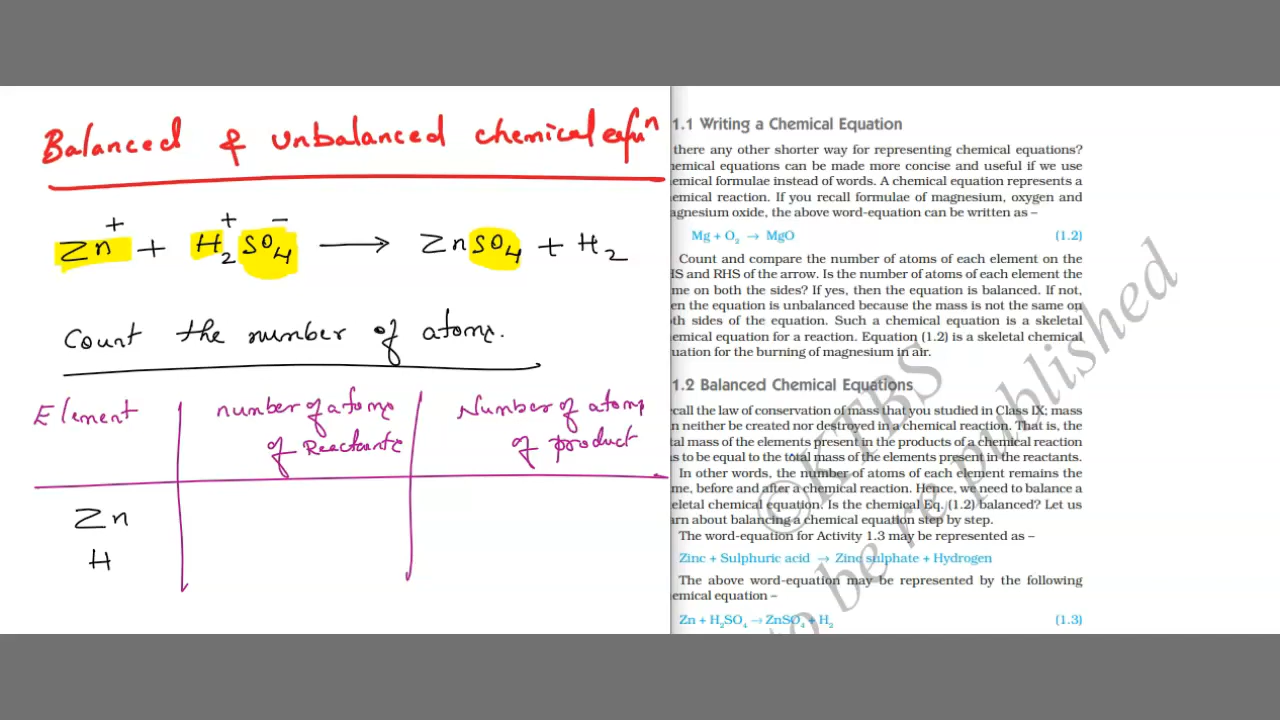 Balanced & unbalanced chemical eqūn
+ + −
Zn + H2SO4 → ZnSO4 + H2
Count the number of atoms.
Element number of atoms of Reactants Number of atoms of product
Zn
H
1.1 Writing a Chemical Equation
there any other shorter way for representing chemical equations?
hemical equations can be made more concise and useful if we use
emical formulae instead of words. A chemical equation represents a
emical reaction. If you recall formulae of magnesium, oxygen and
agnesium oxide, the above word-equation can be written as –
Mg + O₂ → MgO (1.2)
Count and compare the number of atoms of each element on the
HS and RHS of the arrow. Is the number of atoms of each element the
me on both the sides? If yes, then the equation is balanced. If not,
en the equation is unbalanced because the mass is not the same on
th sides of the equation. Such a chemical equation is a skeletal
emical equation for a reaction. Equation (1.2) is a skeletal chemical
uation for the burning of magnesium in air.
1.2 Balanced Chemical Equations
call the law of conservation of mass that you studied in Class IX; mass
n neither be created nor destroyed in a chemical reaction. That is, the
tal mass of the elements present in the products of a chemical reaction
s to be equal to the total mass of the elements present in the reactants.
In other words, the number of atoms of each element remains the
me, before and after a chemical reaction. Hence, we need to balance a
eletal chemical equation. Is the chemical Eq. (1.2) balanced? Let us
arn about balancing a chemical equation step by step.
The word-equation for Activity 1.3 may be represented as –
Zinc + Sulphuric acid → Zinc sulphate + Hydrogen
The above word-equation may be represented by the following
emical equation –
Zn + H₂SO₄ → ZnSO₄ + H₂ (1.3)
©KTBS
to be republished